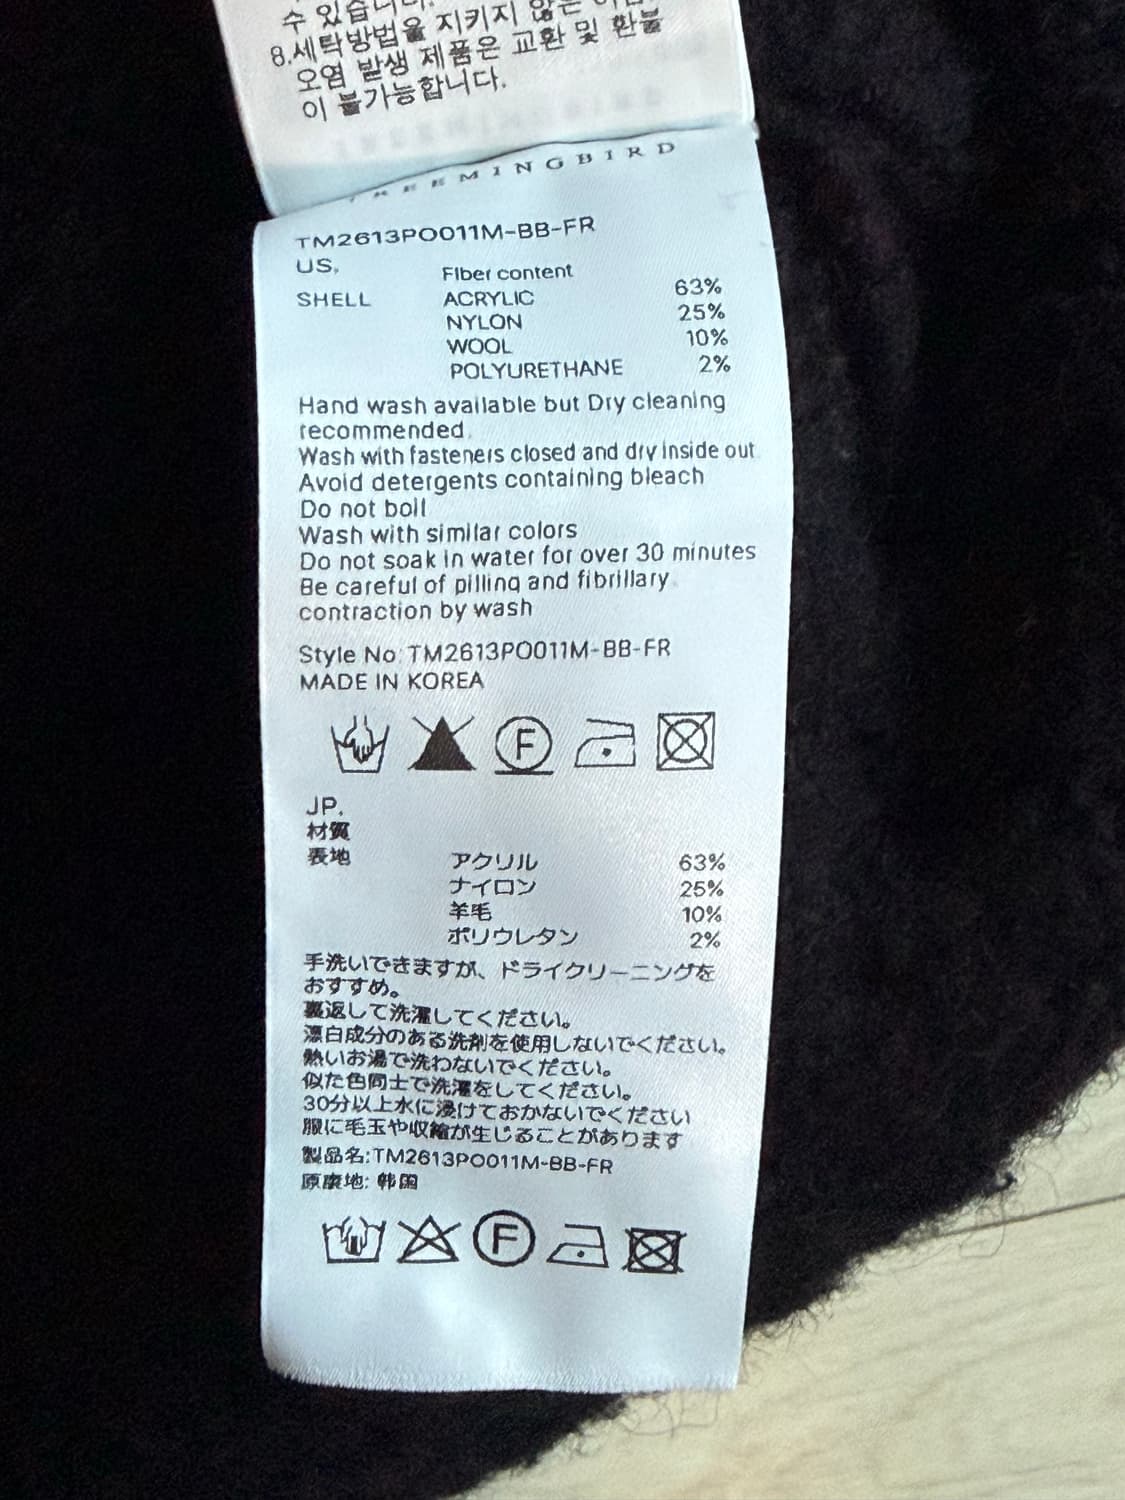 수 있습니다.
8.세탁방법을 지키지 않은
오염 발생 제품은 교환 및 환불
이 불가능합니다.
TREEMINGBIRD
TM2613PO011M-BB-FR
US,
Fiber content
SHELL ACRYLIC 63%
NYLON 25%
WOOL 10%
POLYURETHANE 2%
Hand wash available but Dry cleaning
recommended.
Wash with fasteners closed and dry inside out.
Avoid detergents containing bleach
Do not boil
Wash with similar colors
Do not soak in water for over 30 minutes
Be careful of pilling and fibrillary
contraction by wash
Style No: TM2613PO011M-BB-FR
MADE IN KOREA
F
JP.
材質
表地 アクリル 63%
ナイロン 25%
羊毛 10%
ポリウレタン 2%
手洗いできますが、ドライクリーニングを
おすすめ。
裏返して洗濯してください。
漂白成分のある洗剤を使用しないでください。
熱いお湯で洗わないでください。
似た色同士で洗濯をしてください。
30分以上水に浸けておかないでください
服に毛玉や収縮が生じることがあります
製品名:TM2613PO011M-BB-FR
原産地: 韩国
F